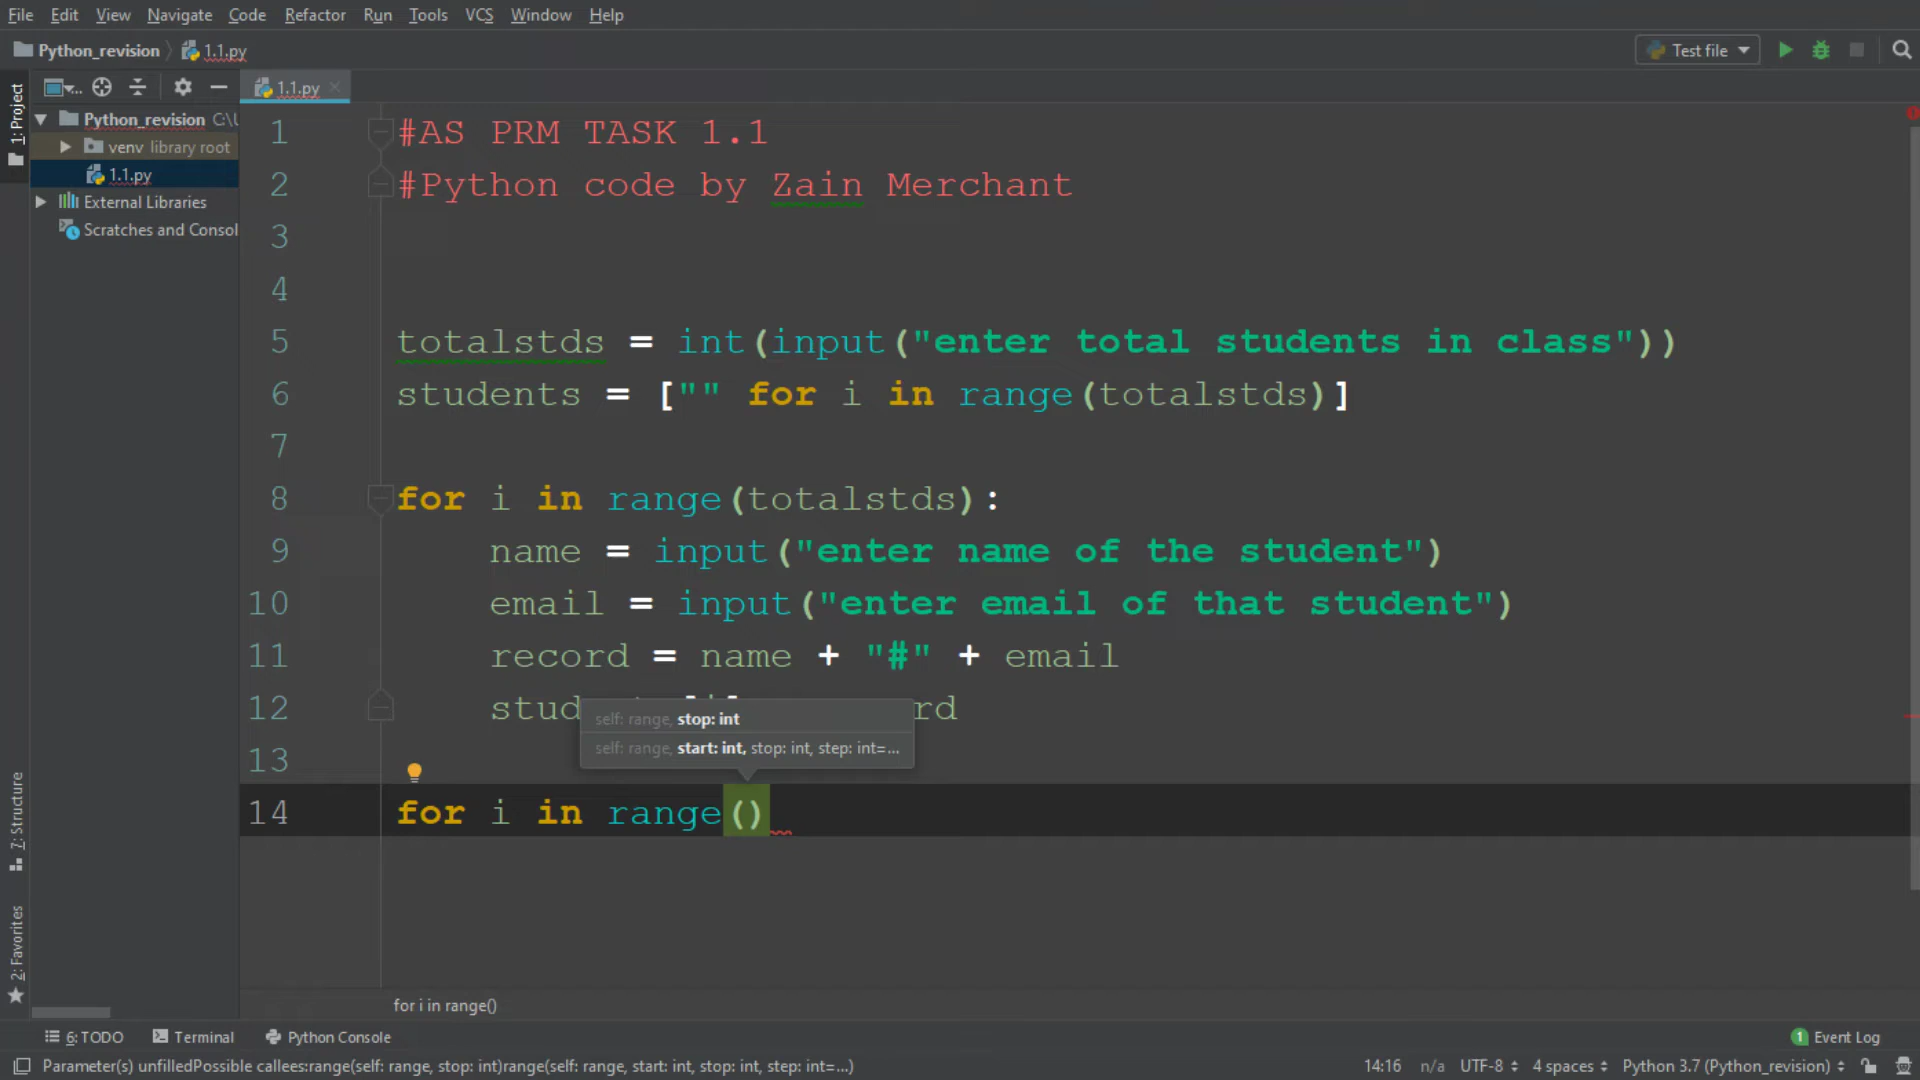 File Edit View Navigate Code Refactor Run Tools VCS Window Help
Python_revision 1.1.py Test file
1: Project
1.1.py
Python_revision
venv library root
1.1.py
External Libraries
Scratches and Consol
1 #AS PRM TASK 1.1
2 #Python code by Zain Merchant
3
4
5 totalstds = int(input("enter total students in class"))
6 students = ["" for i in range(totalstds)]
7
8 for i in range(totalstds):
9 name = input("enter name of the student")
10 email = input("enter email of that student")
11 record = name + "#" + email
12 stud rd
self: range, stop: int
self: range, start: int, stop: int, step: int=...
13
14 for i in range()
7: Structure
2: Favorites
for i in range()
6: TODO Terminal Python Console 1 Event Log
Parameter(s) unfilledPossible callees:range(self: range, stop: int)range(self: range, start: int, stop: int, step: int=...) 14:16 n/a UTF-8 4 spaces Python 3.7 (Python_revision)